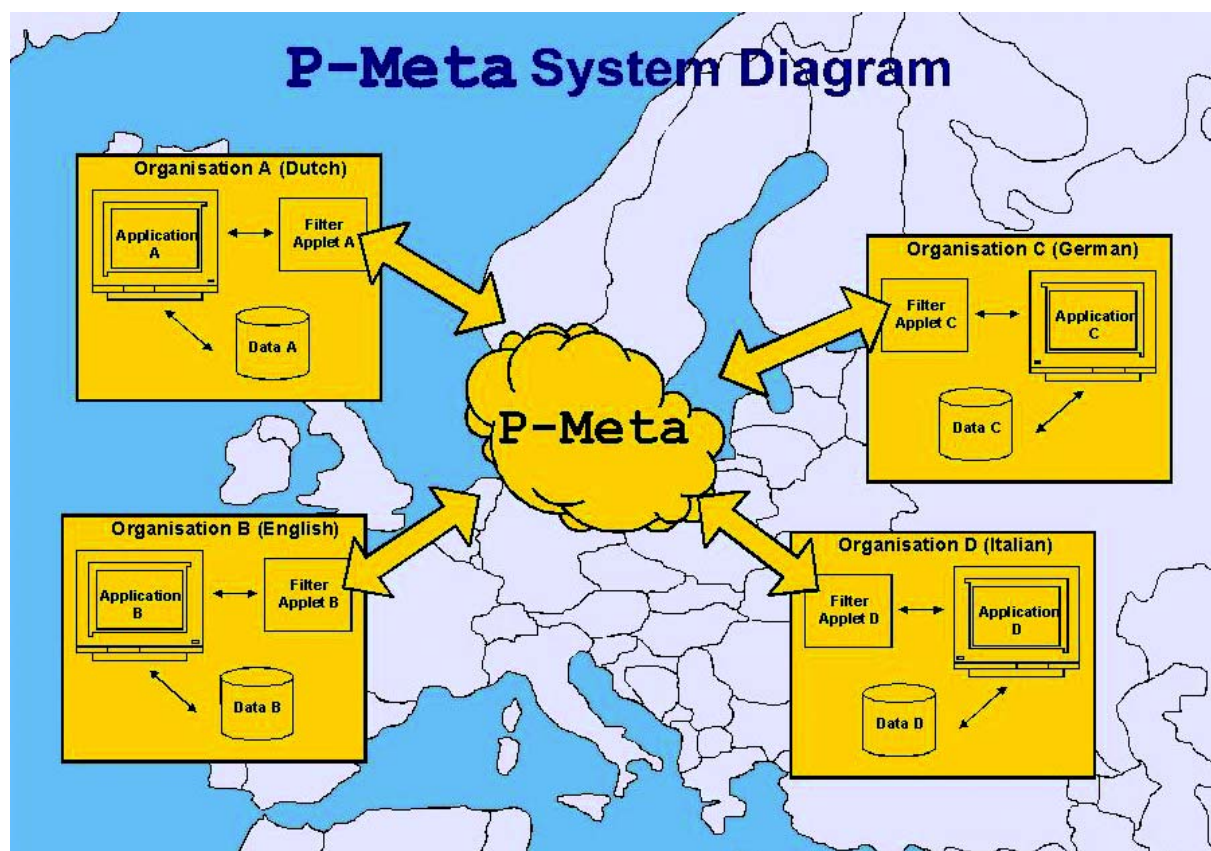 P-Meta System Diagram
Organisation A (Dutch)
Application
A
Filter
Applet A
Data A
Organisation C (German)
Filter
Applet C
Application
C
Data C
P-Meta
Organisation B (English)
Application
B
Filter
Applet B
Data B
Organisation D (Italian)
Filter
Applet D
Application
D
Data D